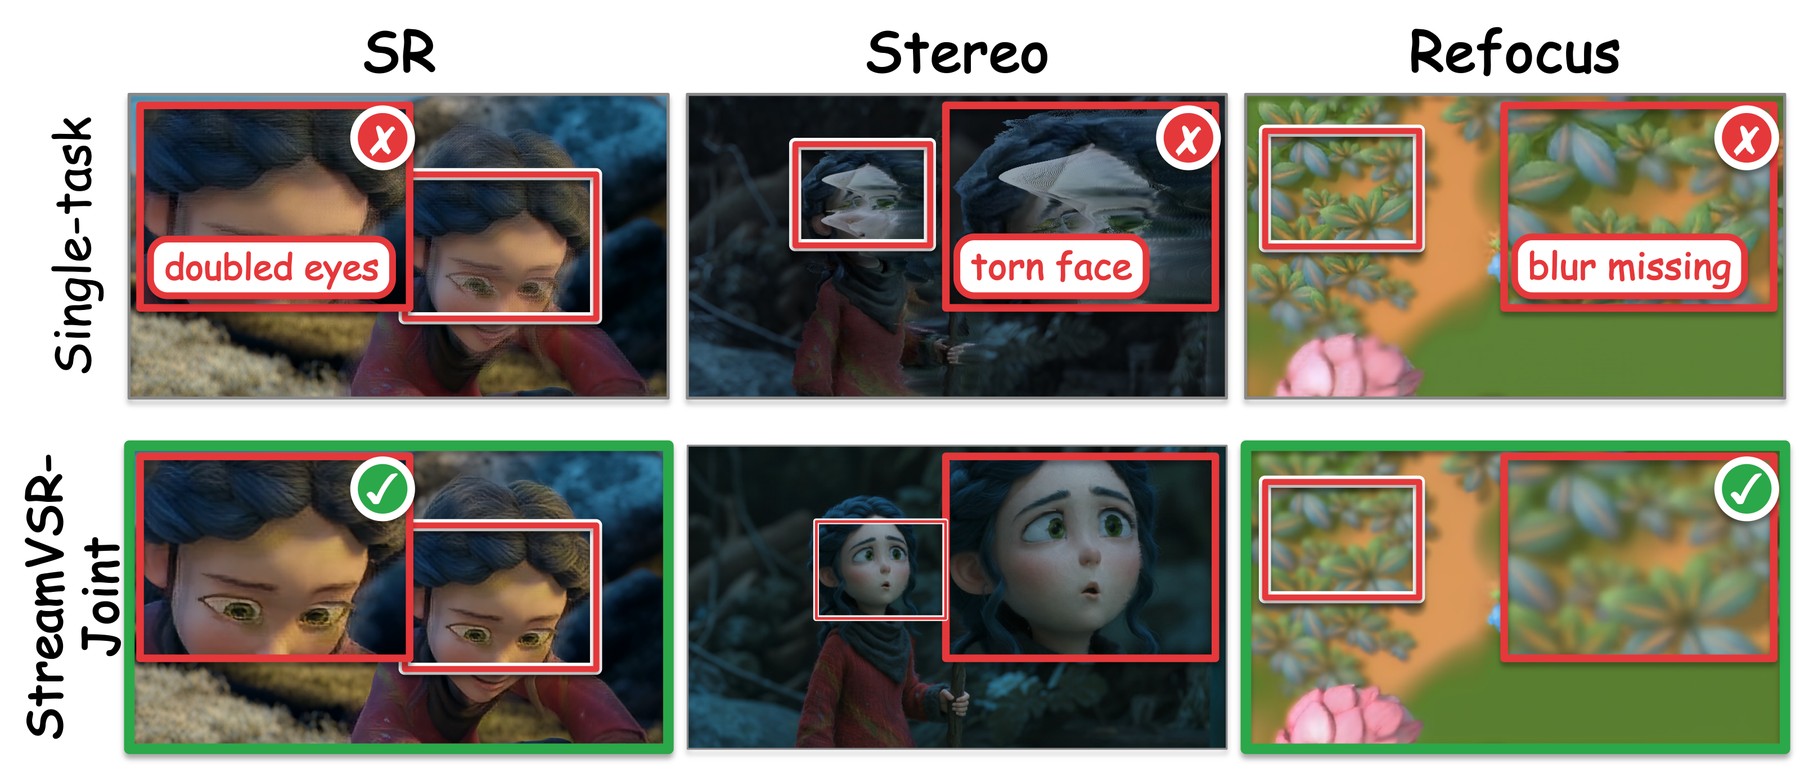 SR
Stereo
Refocus
Single-task
doubled eyes
torn face
blur missing
StreamVSR-
Joint